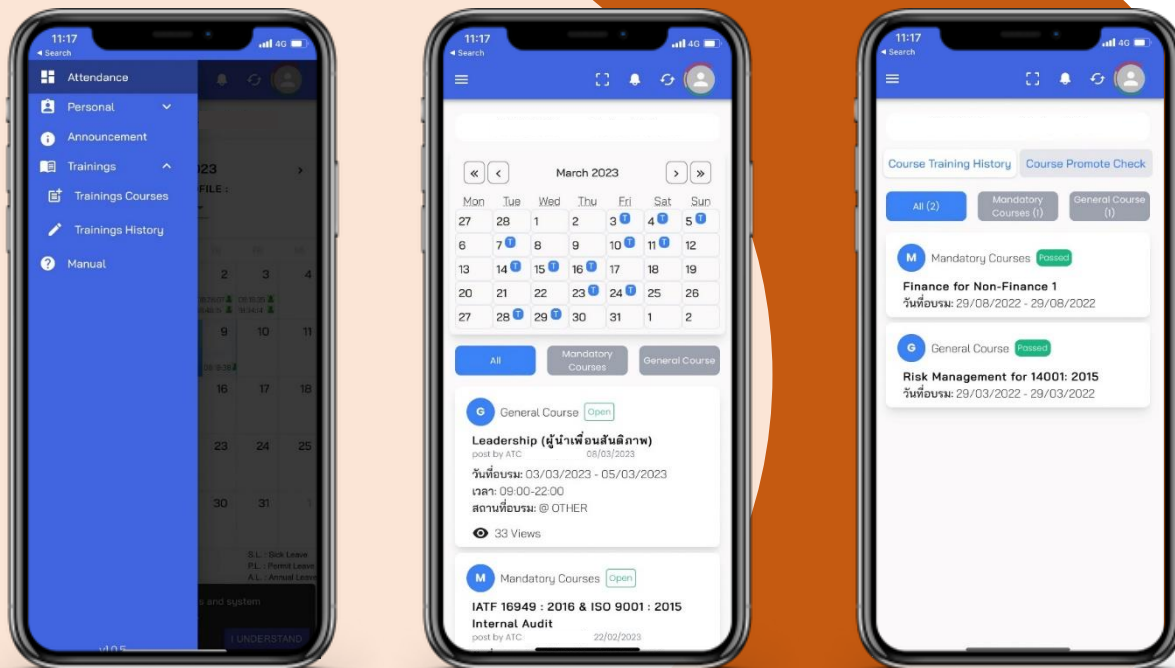 11:17
Search
4G
Attendance
Personal
Announcement
Trainings
Trainings Courses
Trainings History
Manual
v1.0.5
023
FILE :
2 3 4
9 10 11
16 17 18
23 24 25
30 31 1
S.L. : Sick Leave
P.L. : Permit Leave
A.L. : Annual Leave
s and system
I UNDERSTAND
11:17
Search
4G
« < March 2023 > »
Mon Tue Wed Thu Fri Sat Sun
27 28 1 2 3 T 4 T 5 T
6 7 T 8 9 10 T 11 T 12
13 14 T 15 T 16 T 17 18 19
20 21 22 23 T 24 T 25 26
27 28 T 29 T 30 31 1 2
All Mandatory Courses General Course
G General Course Open
Leadership (ผู้นำเพื่อนสันติภาพ)
post by ATC 08/03/2023
วันที่อบรม: 03/03/2023 - 05/03/2023
เวลา: 09:00-22:00
สถานที่อบรม: @ OTHER
33 Views
M Mandatory Courses Open
IATF 16949 : 2016 & ISO 9001 : 2015
Internal Audit
post by ATC 22/02/2023
11:17
Search
4G
Course Training History Course Promote Check
All (2) Mandatory Courses (1) General Course (1)
M Mandatory Courses Passed
Finance for Non-Finance 1
วันที่อบรม: 29/08/2022 - 29/08/2022
G General Course Passed
Risk Management for 14001: 2015
วันที่อบรม: 29/03/2022 - 29/03/2022